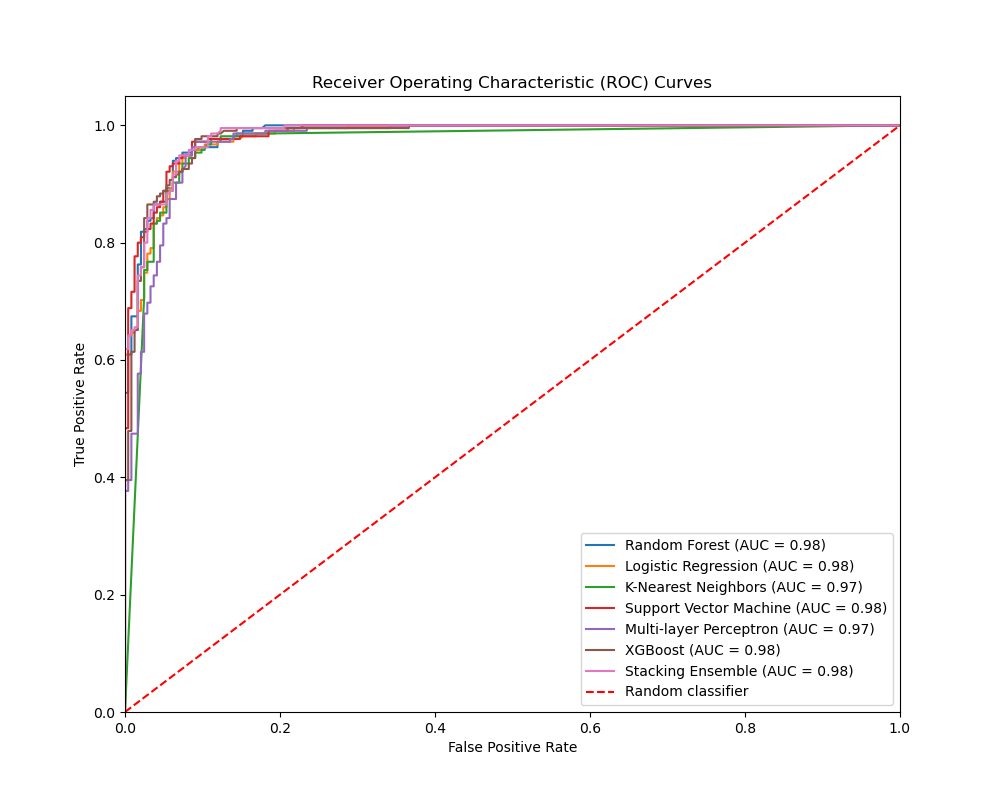 Receiver Operating Characteristic (ROC) Curves
True Positive Rate
1.0
0.8
0.6
0.4
0.2
0.0
Random Forest (AUC = 0.98)
Logistic Regression (AUC = 0.98)
K-Nearest Neighbors (AUC = 0.97)
Support Vector Machine (AUC = 0.98)
Multi-layer Perceptron (AUC = 0.97)
XGBoost (AUC = 0.98)
Stacking Ensemble (AUC = 0.98)
Random classifier
0.0 0.2 0.4 0.6 0.8 1.0
False Positive Rate